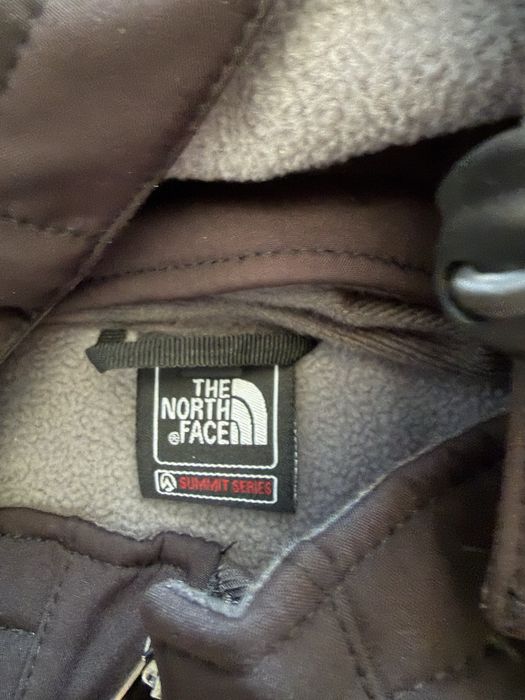 THE
NORTH
FACE
®
SUMMIT SERIES